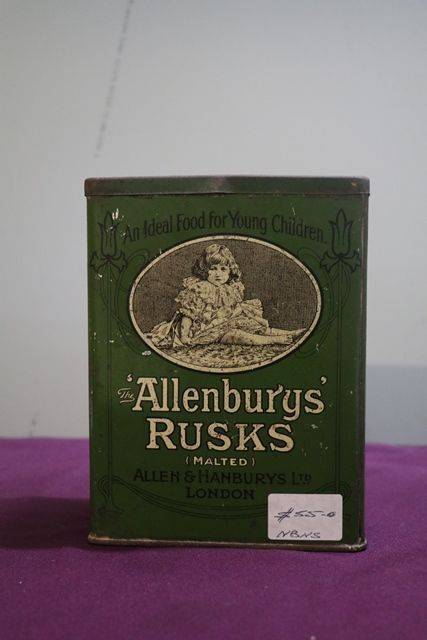 An Ideal Food for Young Children.
The 'Allenburys'
RUSKS
(MALTED)
ALLEN & HANBURYS LTD
LONDON
#55-0
NBNS